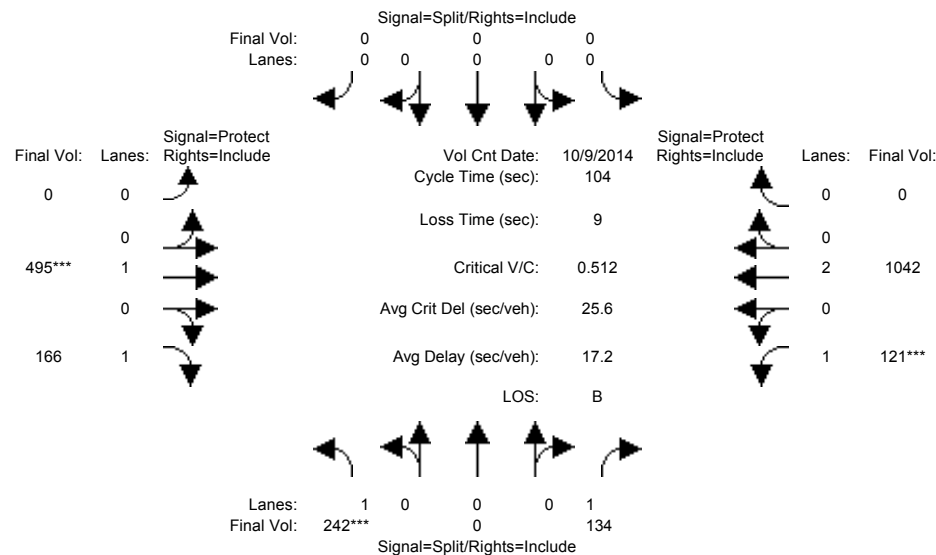 Signal=Split/Rights=Include
Final Vol: 0 0 0
Lanes: 0 0 0 0 0
Signal=Protect Signal=Protect
Final Vol: Lanes: Rights=Include Vol Cnt Date: 10/9/2014 Rights=Include Lanes: Final Vol:
Cycle Time (sec): 104
0 0 0 0
Loss Time (sec): 9
0 0
495*** 1 Critical V/C: 0.512 2 1042
0 Avg Crit Del (sec/veh): 25.6 0
166 1 Avg Delay (sec/veh): 17.2 1 121***
LOS: B
Lanes: 1 0 0 0 1
Final Vol: 242*** 0 134
Signal=Split/Rights=Include